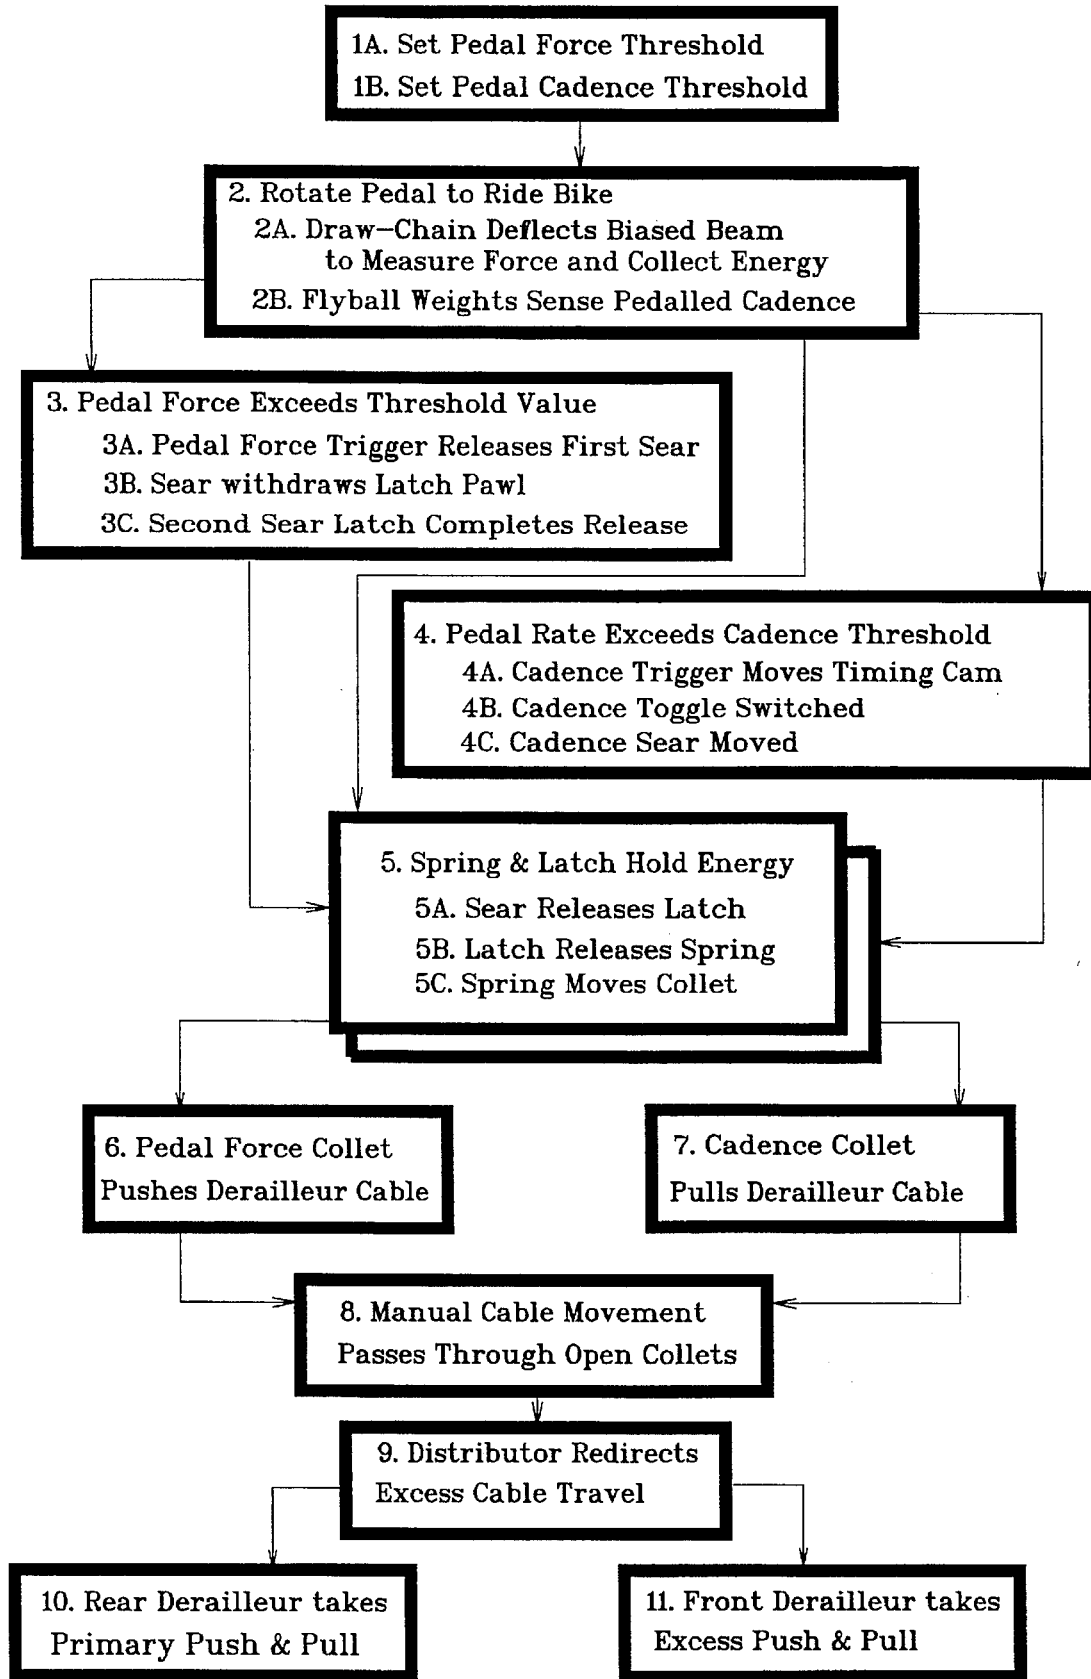 1A. Set Pedal Force Threshold
1B. Set Pedal Cadence Threshold
2. Rotate Pedal to Ride Bike
2A. Draw-Chain Deflects Biased Beam
to Measure Force and Collect Energy
2B. Flyball Weights Sense Pedalled Cadence
3. Pedal Force Exceeds Threshold Value
3A. Pedal Force Trigger Releases First Sear
3B. Sear withdraws Latch Pawl
3C. Second Sear Latch Completes Release
4. Pedal Rate Exceeds Cadence Threshold
4A. Cadence Trigger Moves Timing Cam
4B. Cadence Toggle Switched
4C. Cadence Sear Moved
5. Spring & Latch Hold Energy
5A. Sear Releases Latch
5B. Latch Releases Spring
5C. Spring Moves Collet
6. Pedal Force Collet
Pushes Derailleur Cable
7. Cadence Collet
Pulls Derailleur Cable
8. Manual Cable Movement
Passes Through Open Collets
9. Distributor Redirects
Excess Cable Travel
10. Rear Derailleur takes
Primary Push & Pull
11. Front Derailleur takes
Excess Push & Pull